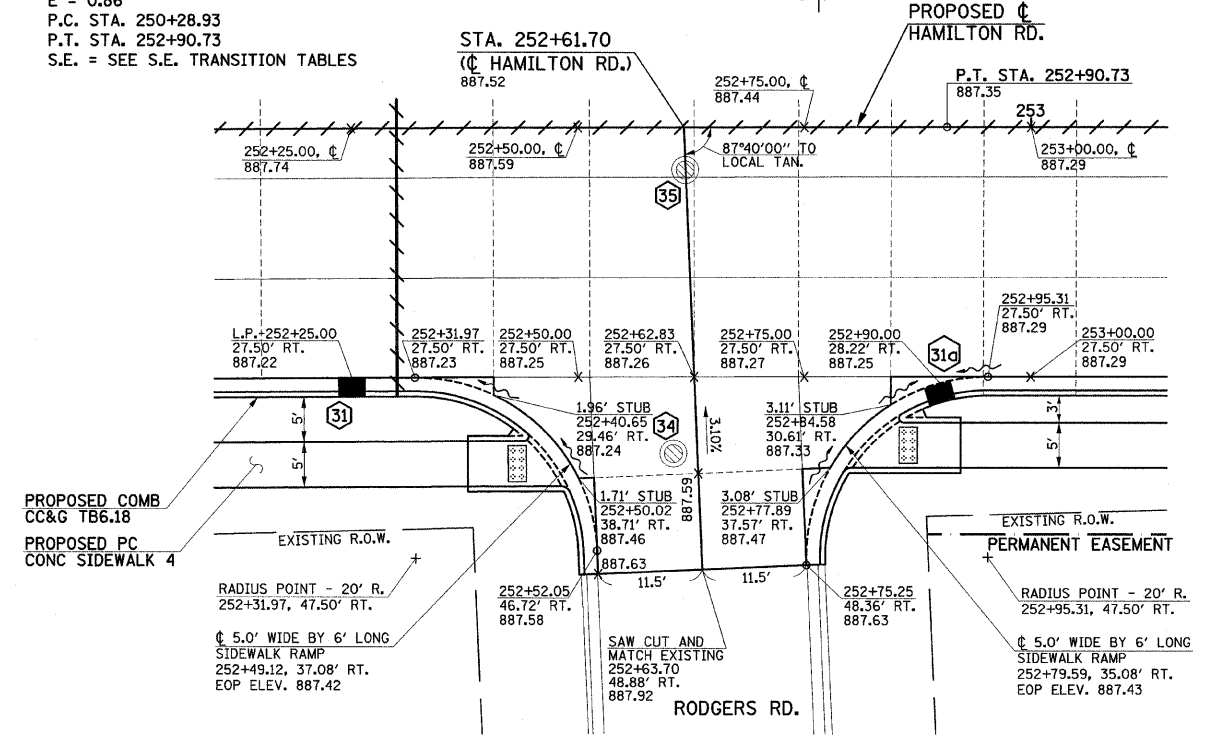 E = 0.86
P.C. STA. 250+28.93
P.T. STA. 252+90.73
S.E. = SEE S.E. TRANSITION TABLES
STA. 252+61.70
(℄ HAMILTON RD.)
887.52
PROPOSED ℄
HAMILTON RD.
252+75.00, ℄
887.44
P.T. STA. 252+90.73
887.35
253
252+25.00, ℄
887.74
252+50.00, ℄
887.59
87°40'00" TO
LOCAL TAN.
253+00.00, ℄
887.29
35
L.P. 252+25.00
27.50' RT.
887.22
252+31.97
27.50' RT.
887.23
252+50.00
27.50' RT.
887.25
252+62.83
27.50' RT.
887.26
252+75.00
27.50' RT.
887.27
252+90.00
28.22' RT.
887.25
31a
252+95.31
27.50' RT.
887.29
253+00.00
27.50' RT.
887.29
31
5'
5'
1.96' STUB
252+40.65
29.46' RT.
887.24
34
3.10%
3.11' STUB
252+84.58
30.61' RT.
887.33
3'
5'
PROPOSED COMB
CC&G TB6.18
PROPOSED PC
CONC SIDEWALK 4
1.71' STUB
252+50.02
38.71' RT.
887.46
887.59
3.08' STUB
252+77.89
37.57' RT.
887.47
EXISTING R.O.W.
EXISTING R.O.W.
PERMANENT EASEMENT
887.63
11.5'
11.5'
RADIUS POINT - 20' R.
252+31.97, 47.50' RT.
252+52.05
46.72' RT.
887.58
252+75.25
48.36' RT.
887.63
RADIUS POINT - 20' R.
252+95.31, 47.50' RT.
℄ 5.0' WIDE BY 6' LONG
SIDEWALK RAMP
252+49.12, 37.08' RT.
EOP ELEV. 887.42
SAW CUT AND
MATCH EXISTING
252+63.70
48.88' RT.
887.92
℄ 5.0' WIDE BY 6' LONG
SIDEWALK RAMP
252+79.59, 35.08' RT.
EOP ELEV. 887.43
RODGERS RD.